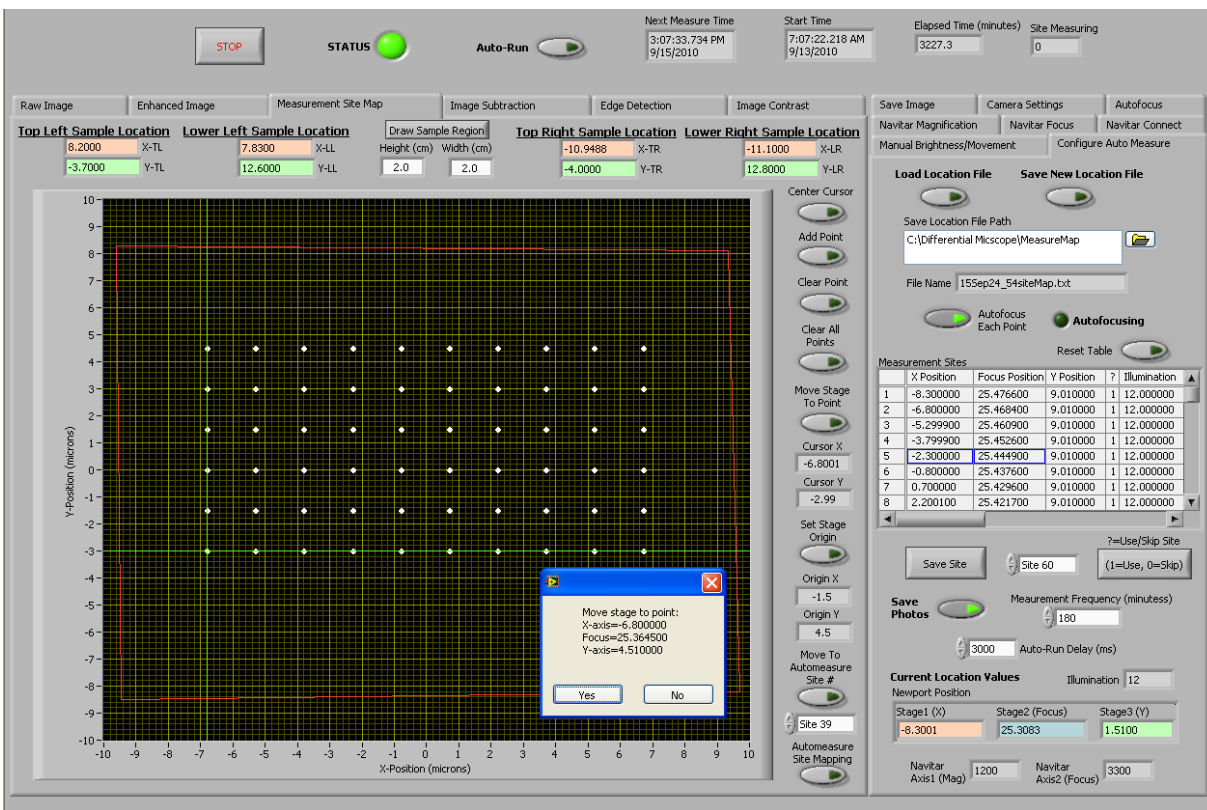 Next Measure Time
Start Time
Elapsed Time (minutes)
Site Measuring
STOP
STATUS
Auto-Run
3:07:33.734 PM
9/15/2010
7:07:22.218 AM
9/13/2010
3227.3
0
Raw Image
Enhanced Image
Measurement Site Map
Image Subtraction
Edge Detection
Image Contrast
Top Left Sample Location
Lower Left Sample Location
Draw Sample Region
Top Right Sample Location
Lower Right Sample Location
8.2000 X-TL
7.8300 X-LL
Height (cm)
Width (cm)
-10.9488 X-TR
-11.1000 X-LR
-3.7000 Y-TL
12.6000 Y-LL
2.0
2.0
-4.0000 Y-TR
12.8000 Y-LR
Y-Position (microns)
10
9
8
7
6
5
4
3
2
1
0
-1
-2
-3
-4
-5
-6
-7
-8
-9
-10
-10 -9 -8 -7 -6 -5 -4 -3 -2 -1 0 1 2 3 4 5 6 7 8 9 10
X-Position (microns)
Move stage to point:
X-axis=-6.800000
Focus=25.364500
Y-axis=4.510000
Yes
No
Center Cursor
Add Point
Clear Point
Clear All
Points
Move Stage
To Point
Cursor X
-6.8001
Cursor Y
-2.99
Set Stage
Origin
Origin X
-1.5
Origin Y
4.5
Move To
Automeasure
Site #
Site 39
Automeasure
Site Mapping
Save Image
Camera Settings
Autofocus
Navitar Magnification
Navitar Focus
Navitar Connect
Manual Brightness/Movement
Configure Auto Measure
Load Location File
Save New Location File
Save Location File Path
C:\Differential Micscope\MeasureMap
File Name 15Sep24_54siteMap.txt
Autofocus
Each Point
Autofocusing
Reset Table
Measurement Sites
X Position Focus Position Y Position ? Illumination
1 -8.300000 25.476600 9.010000 1 12.000000
2 -6.800000 25.468400 9.010000 1 12.000000
3 -5.299900 25.460900 9.010000 1 12.000000
4 -3.799900 25.452600 9.010000 1 12.000000
5 -2.300000 25.444900 9.010000 1 12.000000
6 -0.800000 25.437600 9.010000 1 12.000000
7 0.700000 25.429600 9.010000 1 12.000000
8 2.200100 25.421700 9.010000 1 12.000000
?=Use/Skip Site
Save Site
Site 60
(1=Use, 0=Skip)
Save
Photos
Meaurement Frequency (minutess)
180
3000 Auto-Run Delay (ms)
Current Location Values
Illumination 12
Newport Position
Stage1 (X)
Stage2 (Focus)
Stage3 (Y)
-8.3001
25.3083
1.5100
Navitar
Axis1 (Mag)
1200
Navitar
Axis2 (Focus)
3300